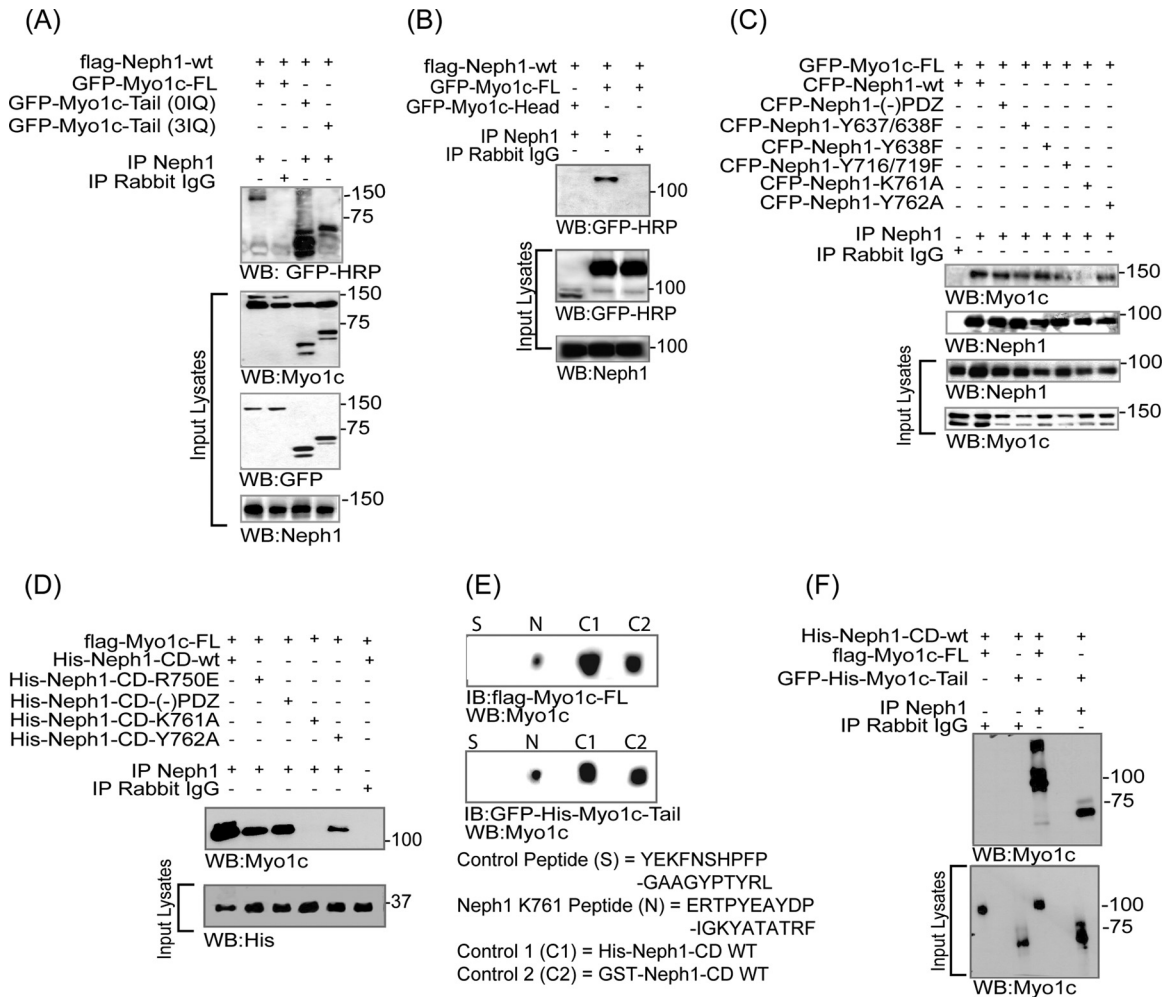 (A)
flag-Neph1-wt + + + +
GFP-Myo1c-FL + + - -
GFP-Myo1c-Tail (0IQ) - - + -
GFP-Myo1c-Tail (3IQ) - - - +
IP Neph1 + - + +
IP Rabbit IgG - + - -
-150
-75
WB: GFP-HRP
Input Lysates
-150
-75
WB:Myo1c
-150
-75
WB:GFP
-150
WB:Neph1
(B)
flag-Neph1-wt + + +
GFP-Myo1c-FL - + +
GFP-Myo1c-Head + - -
IP Neph1 + + -
IP Rabbit IgG - - +
-100
WB:GFP-HRP
Input Lysates
-100
WB:GFP-HRP
-100
WB:Neph1
(C)
GFP-Myo1c-FL + + + + + + + +
CFP-Neph1-wt + + - - - - - -
CFP-Neph1-(-)PDZ - - + - - - - -
CFP-Neph1-Y637/638F - - - + - - - -
CFP-Neph1-Y638F - - - - + - - -
CFP-Neph1-Y716/719F - - - - - + - -
CFP-Neph1-K761A - - - - - - + -
CFP-Neph1-Y762A - - - - - - - +
IP Neph1 - + + + + + + +
IP Rabbit IgG + - - - - - - -
-150
WB:Myo1c
-100
WB:Neph1
Input Lysates
-100
WB:Neph1
-150
WB:Myo1c
(D)
flag-Myo1c-FL + + + + + +
His-Neph1-CD-wt + - - - - +
His-Neph1-CD-R750E - + - - - -
His-Neph1-CD-(-)PDZ - - + - - -
His-Neph1-CD-K761A - - - + - -
His-Neph1-CD-Y762A - - - - + -
IP Neph1 + + + + + -
IP Rabbit IgG - - - - - +
-100
WB:Myo1c
Input Lysates
-37
WB:His
(E)
S N C1 C2
IB:flag-Myo1c-FL
WB:Myo1c
S N C1 C2
IB:GFP-His-Myo1c-Tail
WB:Myo1c
Control Peptide (S) = YEKFNSHPFP
-GAAGYPTYRL
Neph1 K761 Peptide (N) = ERTPYEAYDP
-IGKYATATRF
Control 1 (C1) = His-Neph1-CD WT
Control 2 (C2) = GST-Neph1-CD WT
(F)
His-Neph1-CD-wt + + + +
flag-Myo1c-FL + - + -
GFP-His-Myo1c-Tail - + - +
IP Neph1 - - + +
IP Rabbit IgG + + - -
-100
-75
WB:Myo1c
Input Lysates
-100
-75
WB:Myo1c